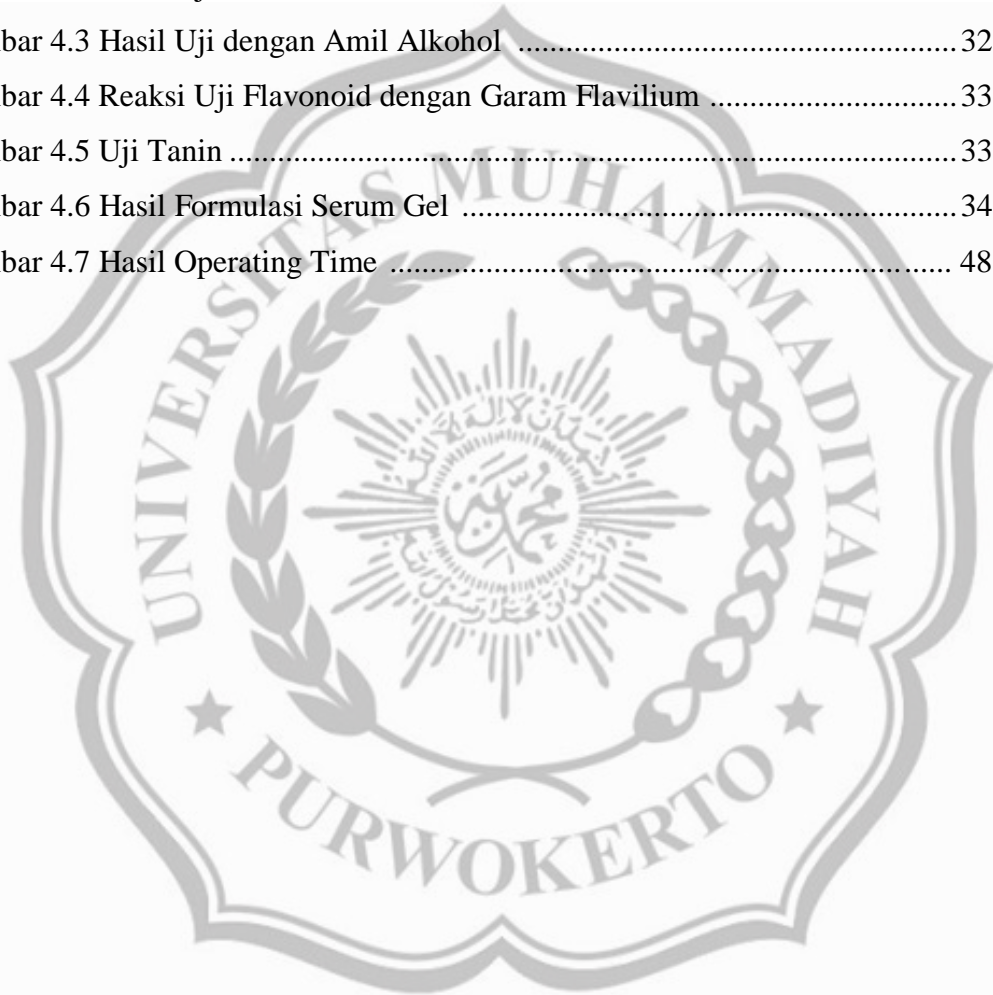 bar 4.3 Hasil Uji dengan Amil Alkohol ........................................................ 32
bar 4.4 Reaksi Uji Flavonoid dengan Garam Flavilium ................................ 33
bar 4.5 Uji Tanin ............................................................................................. 33
bar 4.6 Hasil Formulasi Serum Gel ............................................................... 34
bar 4.7 Hasil Operating Time ........................................................................ 48
UNIVERSITAS MUHAMMADIYAH
PURWOKERTO
محمد